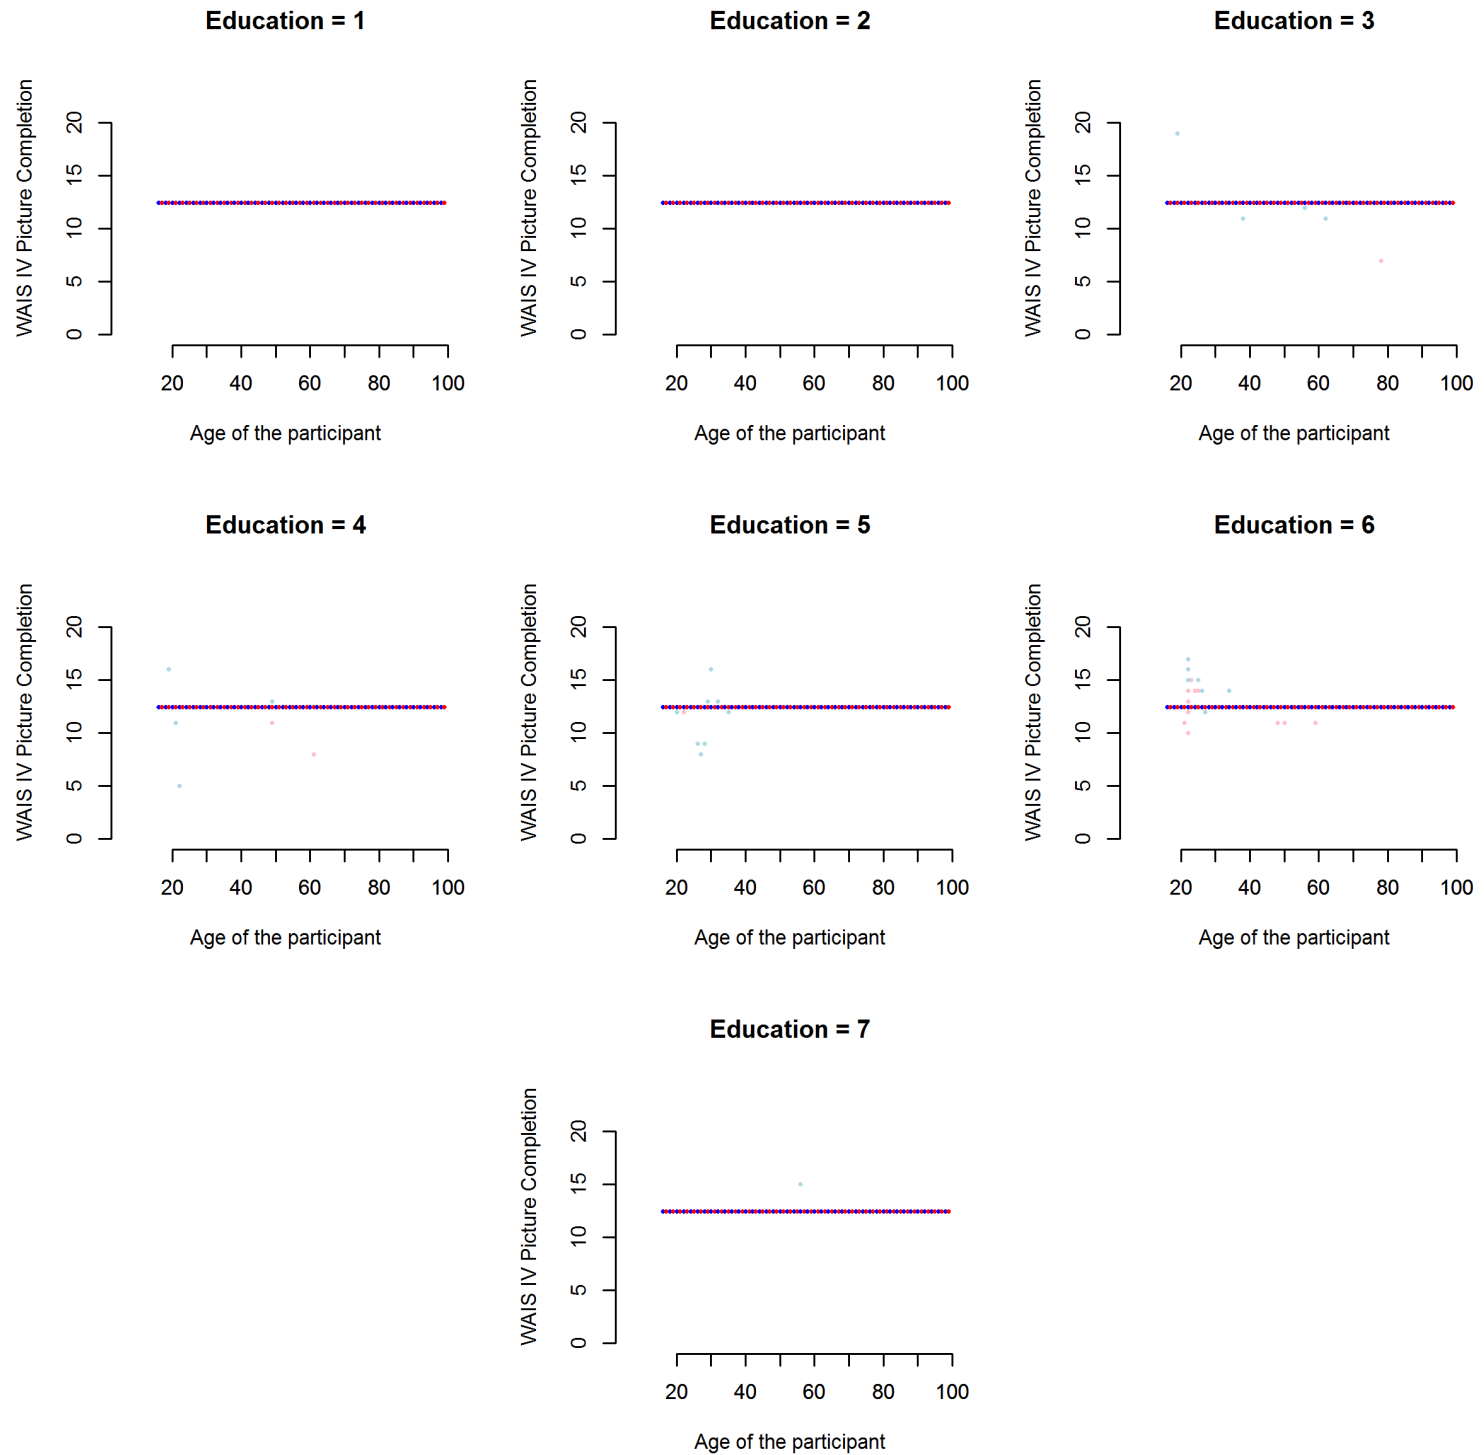 Education = 1
WAIS IV Picture Completion
20
15
10
5
0
20 40 60 80 100
Age of the participant
Education = 2
WAIS IV Picture Completion
20
15
10
5
0
20 40 60 80 100
Age of the participant
Education = 3
WAIS IV Picture Completion
20
15
10
5
0
20 40 60 80 100
Age of the participant
Education = 4
WAIS IV Picture Completion
20
15
10
5
0
20 40 60 80 100
Age of the participant
Education = 5
WAIS IV Picture Completion
20
15
10
5
0
20 40 60 80 100
Age of the participant
Education = 6
WAIS IV Picture Completion
20
15
10
5
0
20 40 60 80 100
Age of the participant
Education = 7
WAIS IV Picture Completion
20
15
10
5
0
20 40 60 80 100
Age of the participant